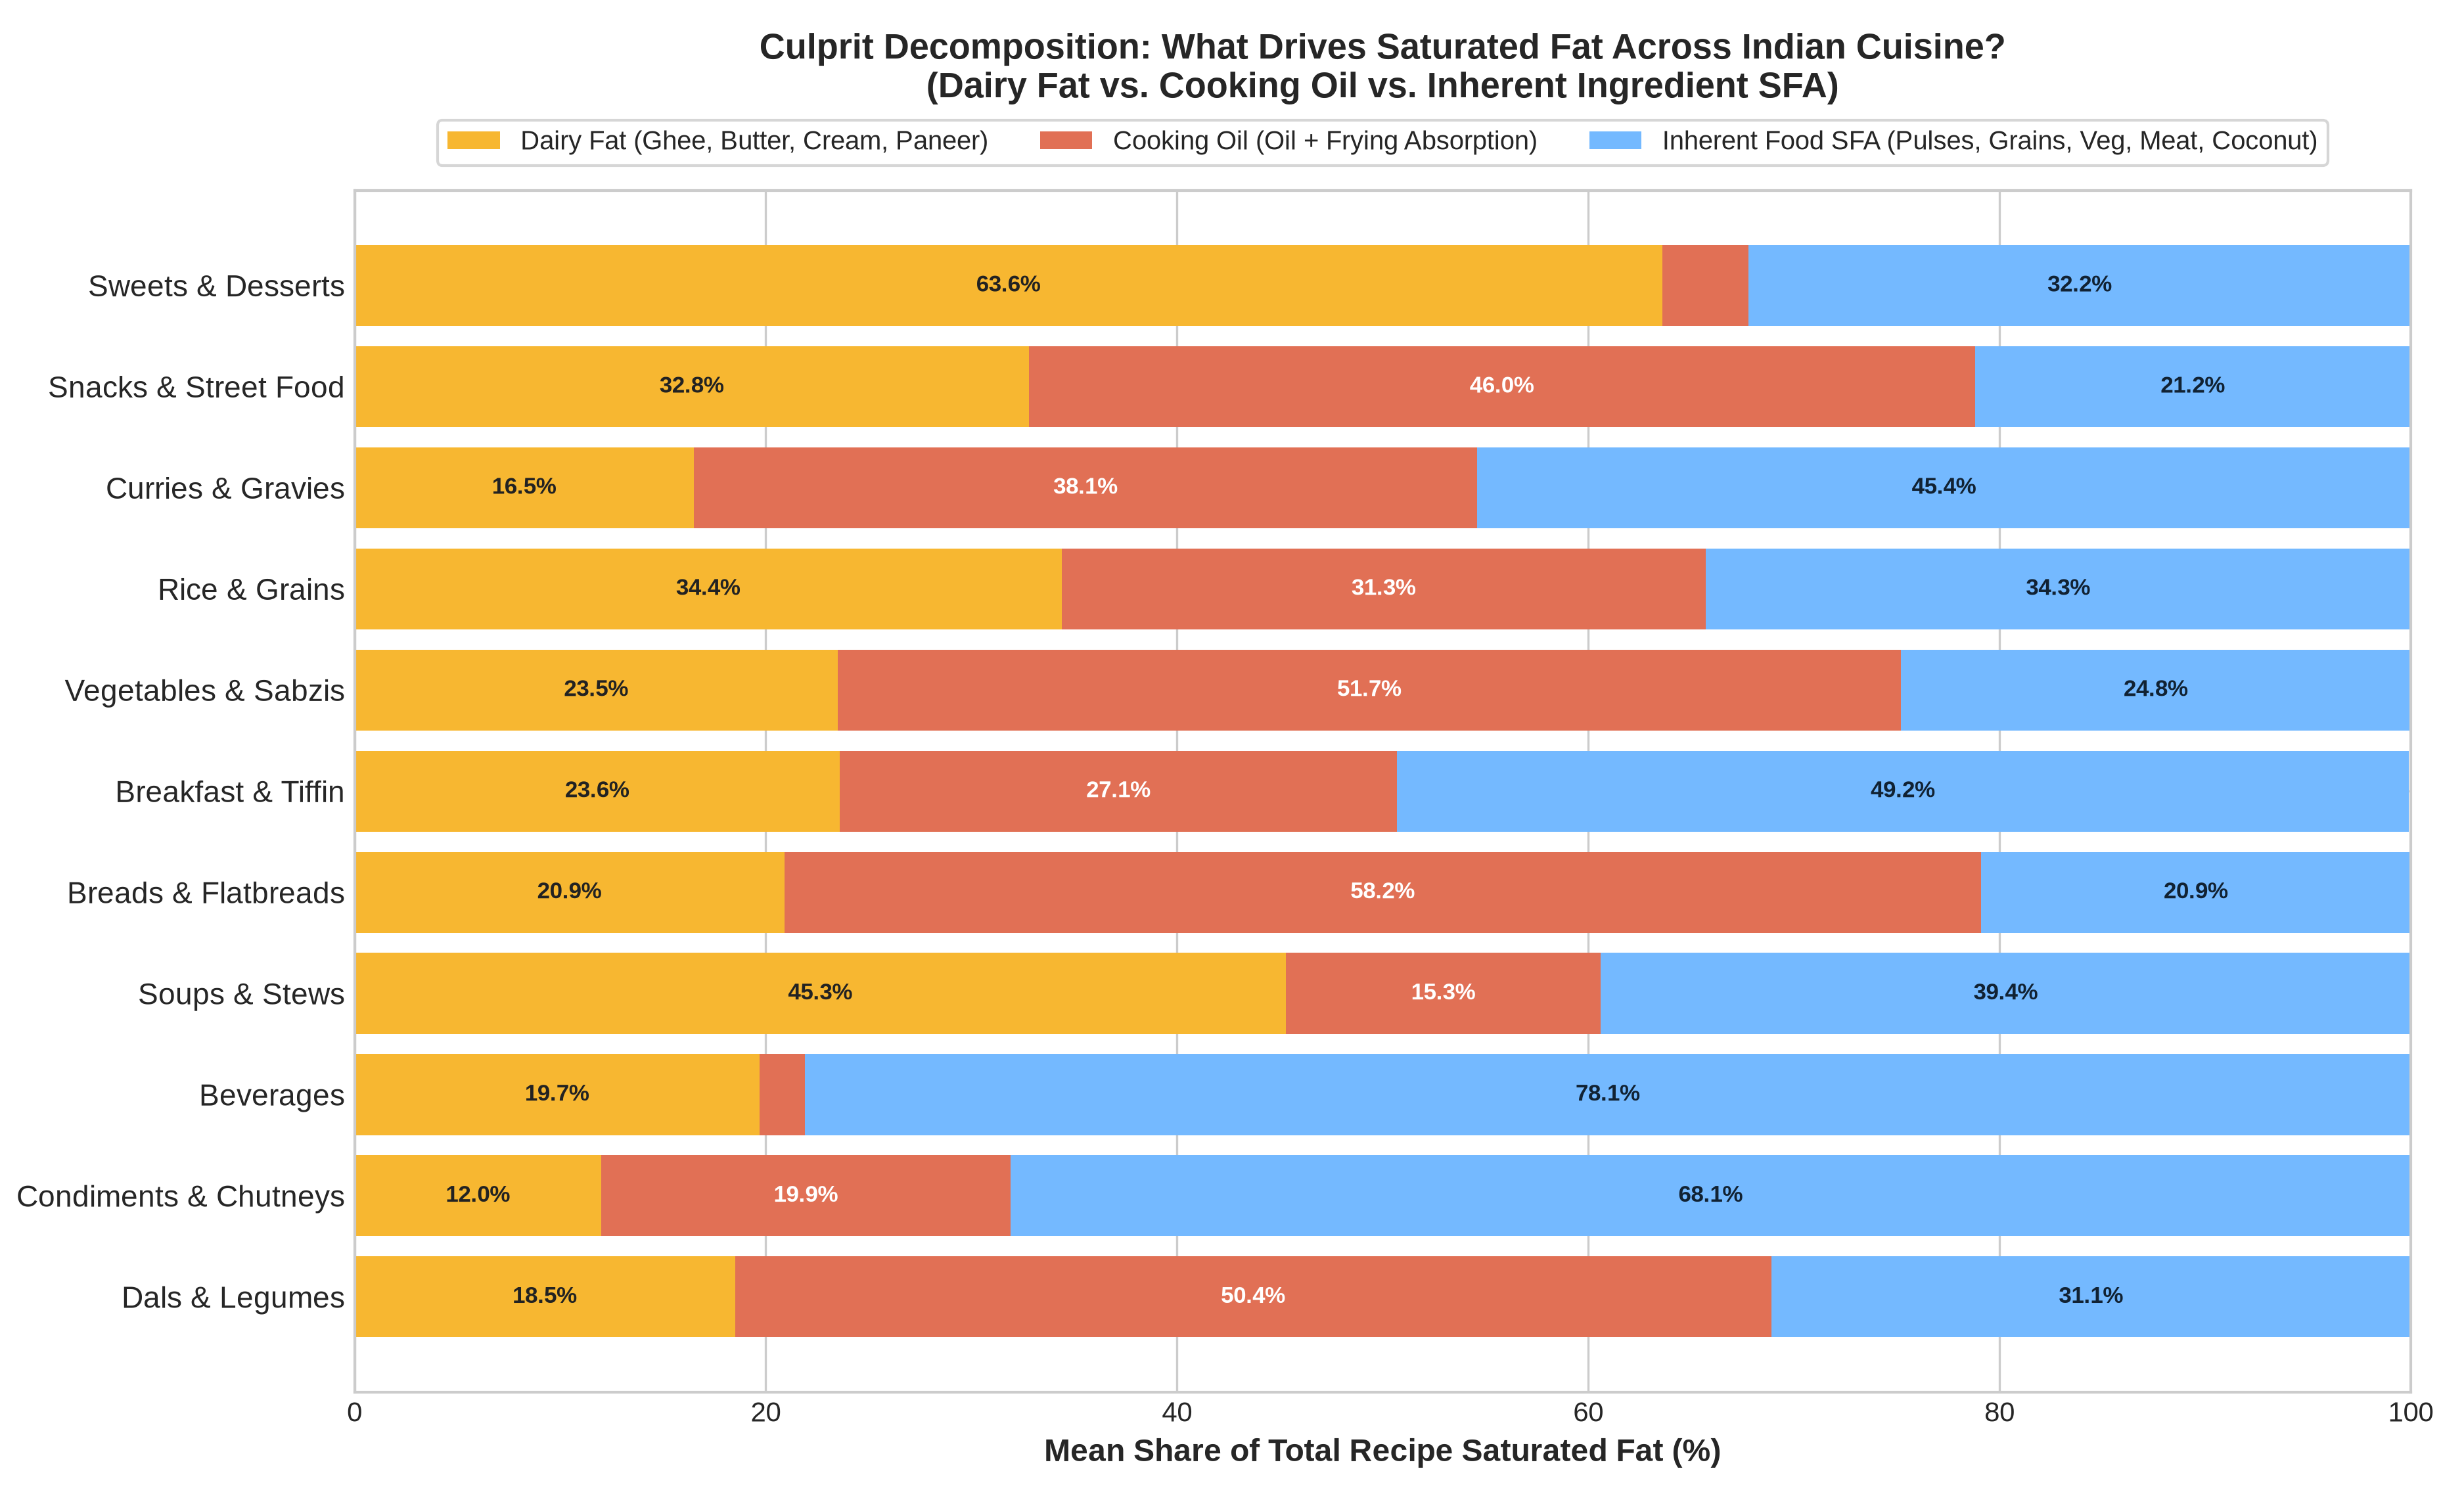 Culprit Decomposition: What Drives Saturated Fat Across Indian Cuisine?
(Dairy Fat vs. Cooking Oil vs. Inherent Ingredient SFA)
Dairy Fat (Ghee, Butter, Cream, Paneer) Cooking Oil (Oil + Frying Absorption) Inherent Food SFA (Pulses, Grains, Veg, Meat, Coconut)
Sweets & Desserts 63.6% 32.2%
Snacks & Street Food 32.8% 46.0% 21.2%
Curries & Gravies 16.5% 38.1% 45.4%
Rice & Grains 34.4% 31.3% 34.3%
Vegetables & Sabzis 23.5% 51.7% 24.8%
Breakfast & Tiffin 23.6% 27.1% 49.2%
Breads & Flatbreads 20.9% 58.2% 20.9%
Soups & Stews 45.3% 15.3% 39.4%
Beverages 19.7% 78.1%
Condiments & Chutneys 12.0% 19.9% 68.1%
Dals & Legumes 18.5% 50.4% 31.1%
0 20 40 60 80 100
Mean Share of Total Recipe Saturated Fat (%)